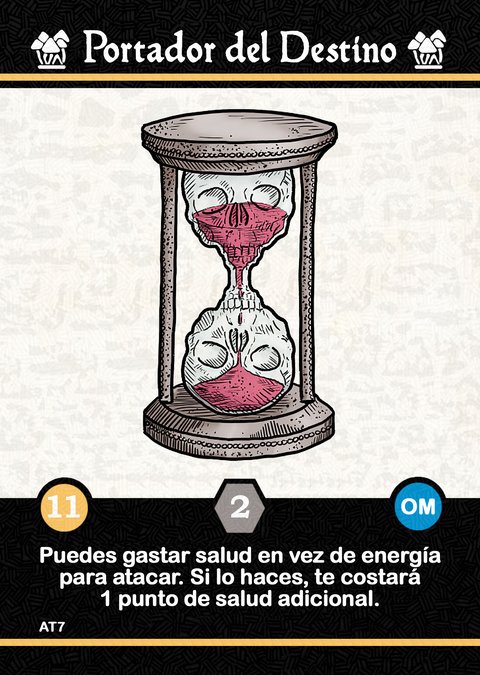 Portador del Destino
11 2 OM
Puedes gastar salud en vez de energía
para atacar. Si lo haces, te costará
1 punto de salud adicional.
AT7